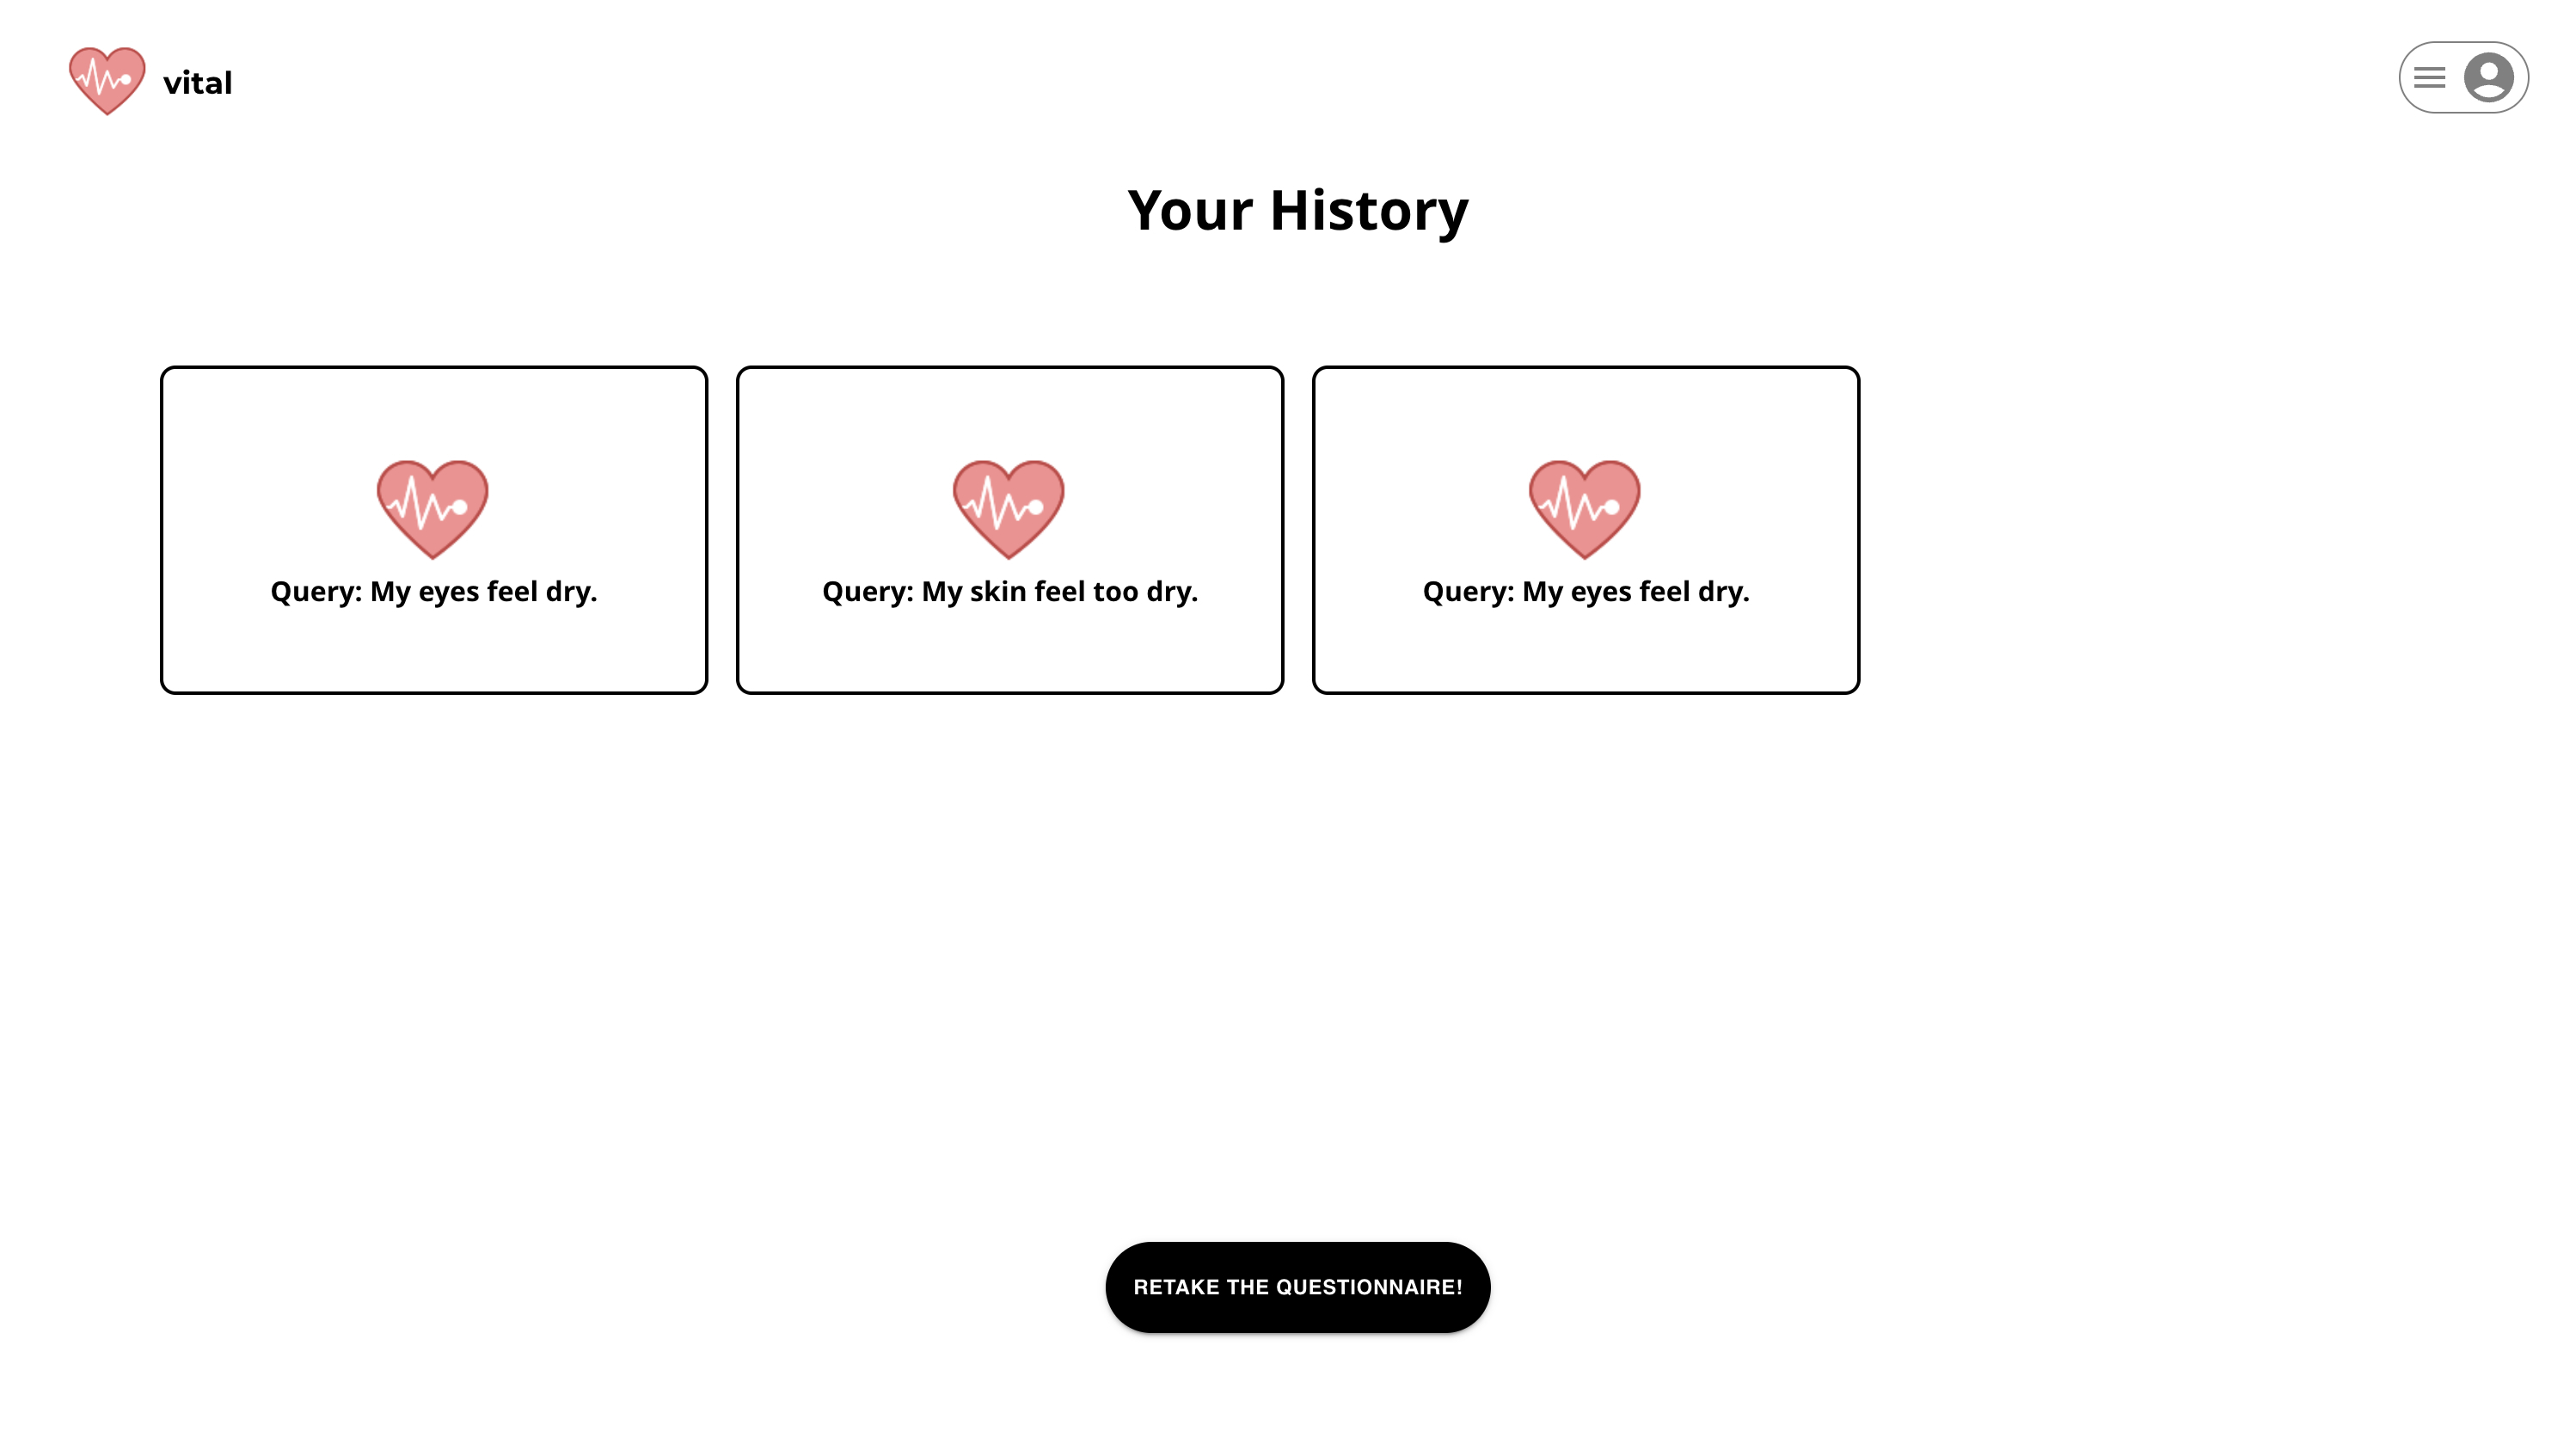 vital
Your History
Query: My eyes feel dry.
Query: My skin feel too dry.
Query: My eyes feel dry.
RETAKE THE QUESTIONNAIRE!